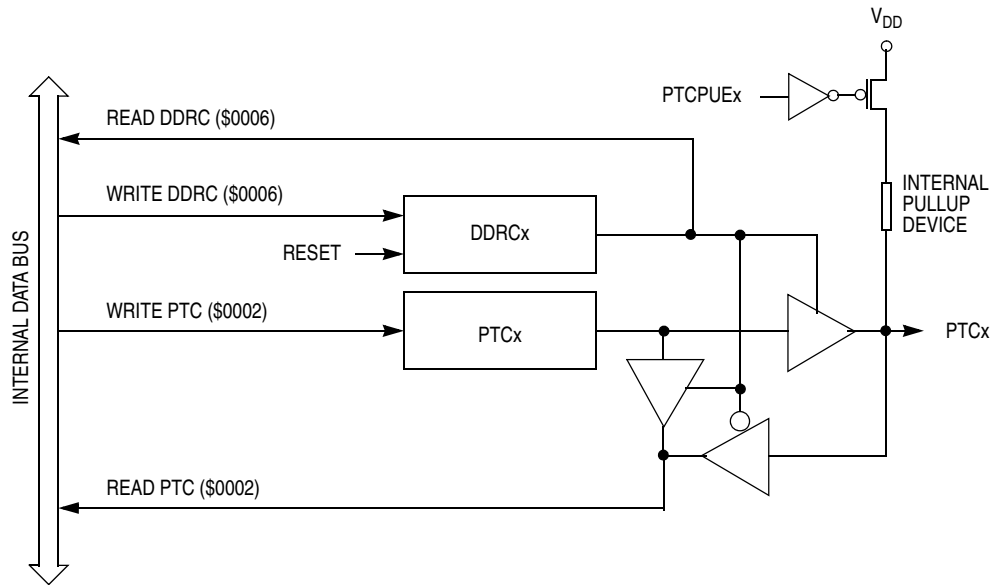 VDD
PTCPUEx
READ DDRC ($0006)
WRITE DDRC ($0006)
INTERNAL
PULLUP
DEVICE
DDRCx
RESET
INTERNAL DATA BUS
WRITE PTC ($0002)
PTCx
PTCx
READ PTC ($0002)